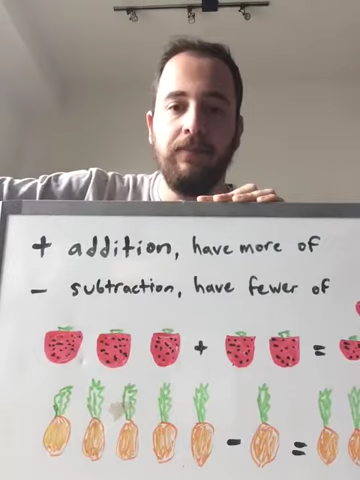 + addition, have more of
- subtraction, have fewer of
+ =
- =